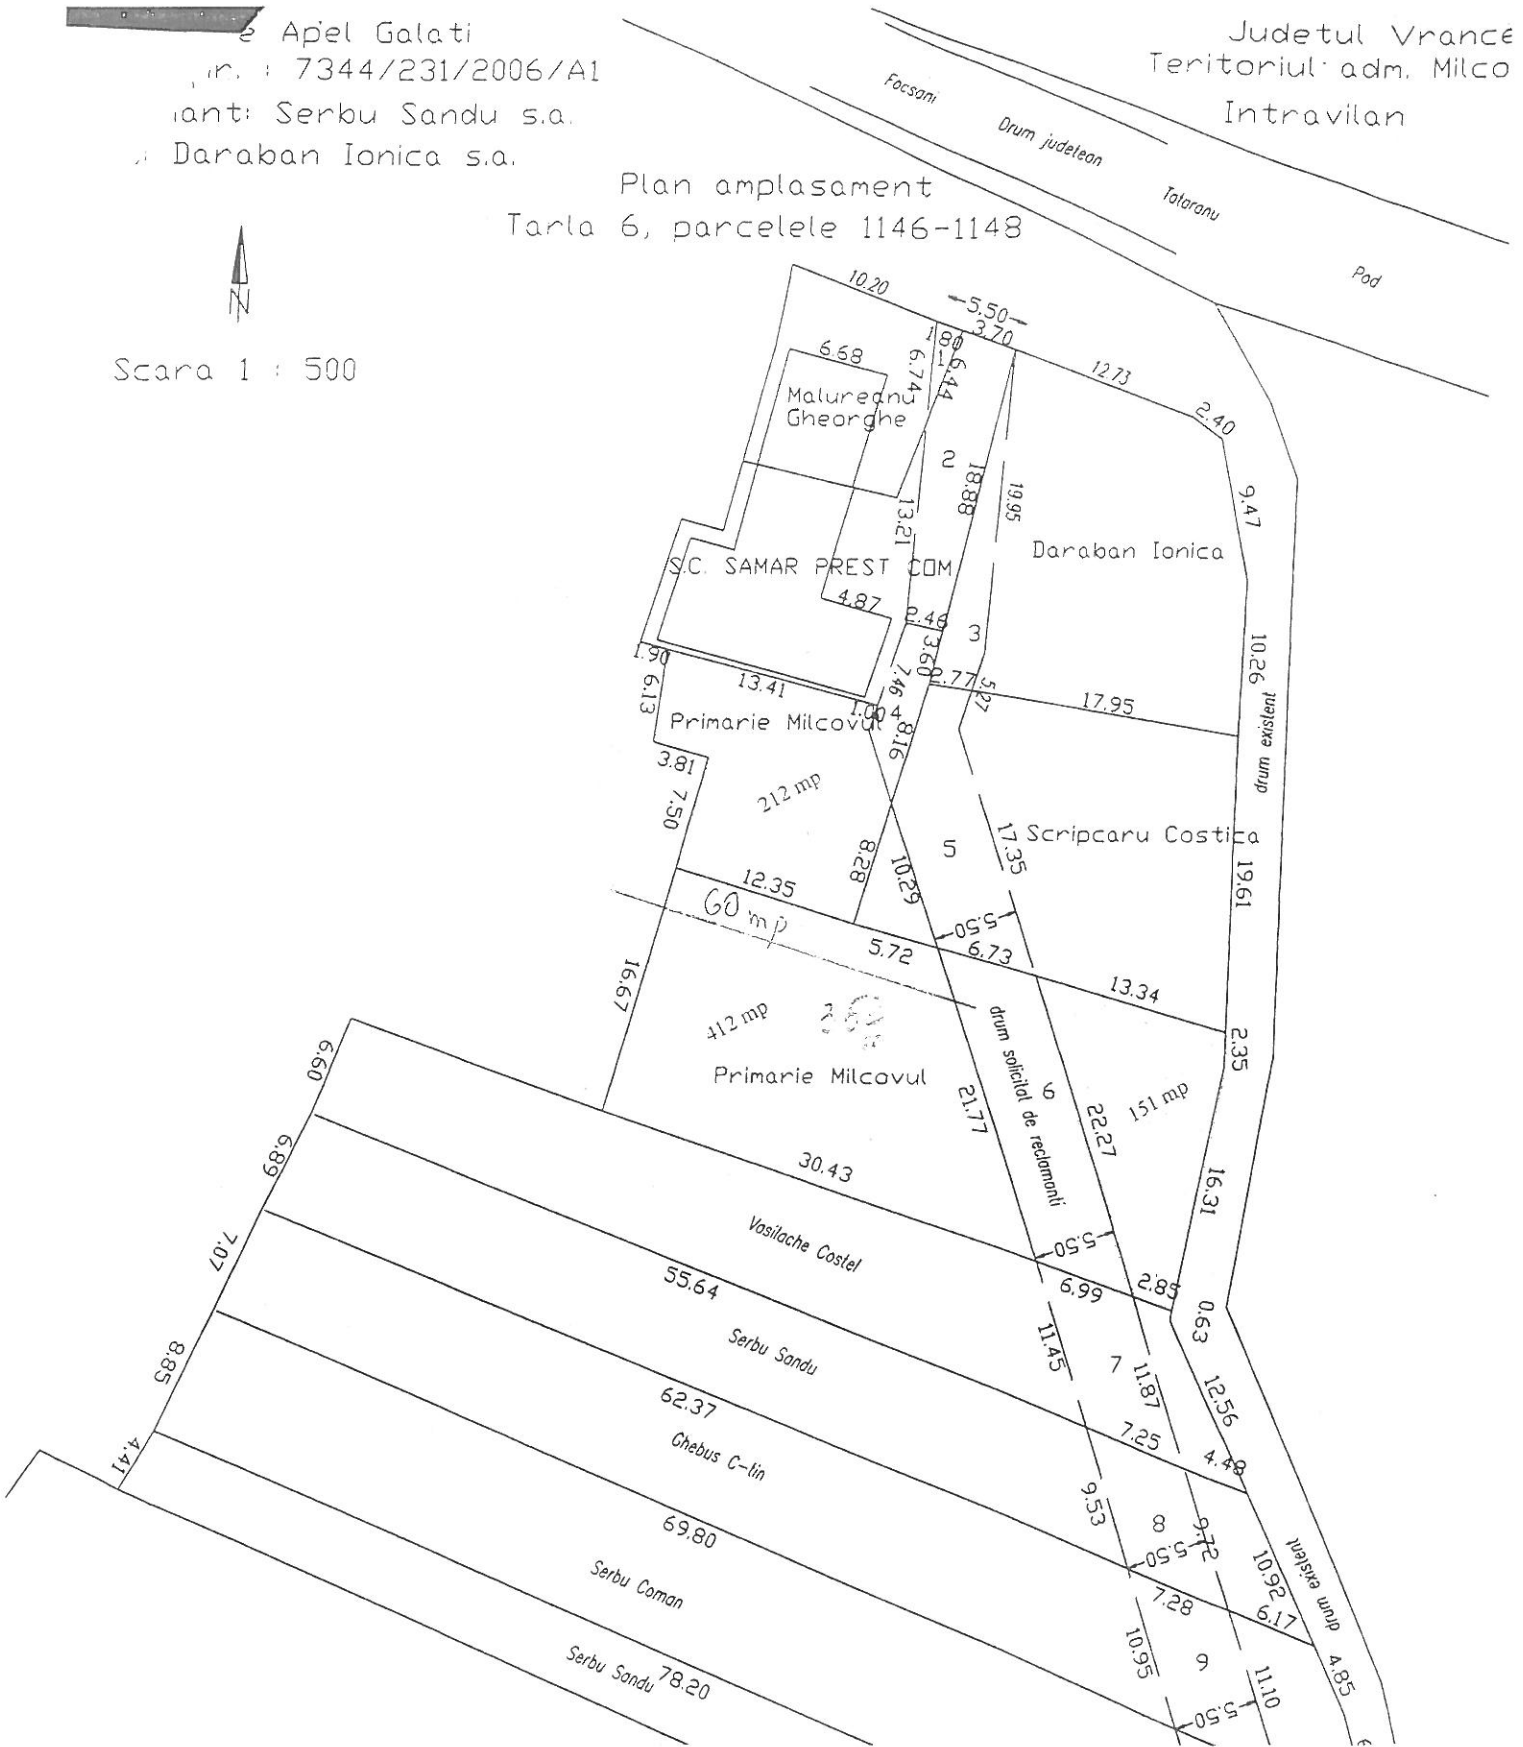 e Apel Galati
nr. : 7344/231/2006/A1
iant: Serbu Sandu s.a.
: Daraban Ionica s.a.
Judetul Vrance
Teritoriul adm. Milco
Intravilan
Plan amplasament
Tarla 6, parcelele 1146-1148
N
Scara 1 : 500
Focsani
Drum judetean
Tataranu
Pod
10.20
5.50
1.80
3.70
12.73
2.40
6.68
6.74
1
6.44
Malureanu
Gheorghe
2
18.88
19.95
9.47
13.21
Daraban Ionica
S.C. SAMAR PREST COM
4.87
2.46
3
3.60
1.90
6.13
13.41
7.46
2.77
5.27
17.95
10.26
1.00
4
8.16
Primarie Milcovul
drum existent
3.81
7.50
212 mp
17.35
Scripcaru Costica
5
8.28
10.29
19.61
12.35
60 mp
5.50
5.72
6.73
16.67
13.34
412 mp
drum solicitat de reclamanti
2.35
6
6.60
Primarie Milcovul
21.77
22.27
151 mp
6.89
30.43
16.31
7.07
Vasilache Costel
5.50
55.64
6.99
2.85
0.63
Serbu Sandu
11.45
7
11.87
12.56
8.85
62.37
Ghebus C-tin
7.25
4.48
4.41
9.53
8
9.72
5.50
69.80
10.92
drum existent
Serbu Coman
7.28
6.17
10.95
9
11.10
4.85
Serbu Sandu
78.20
5.50